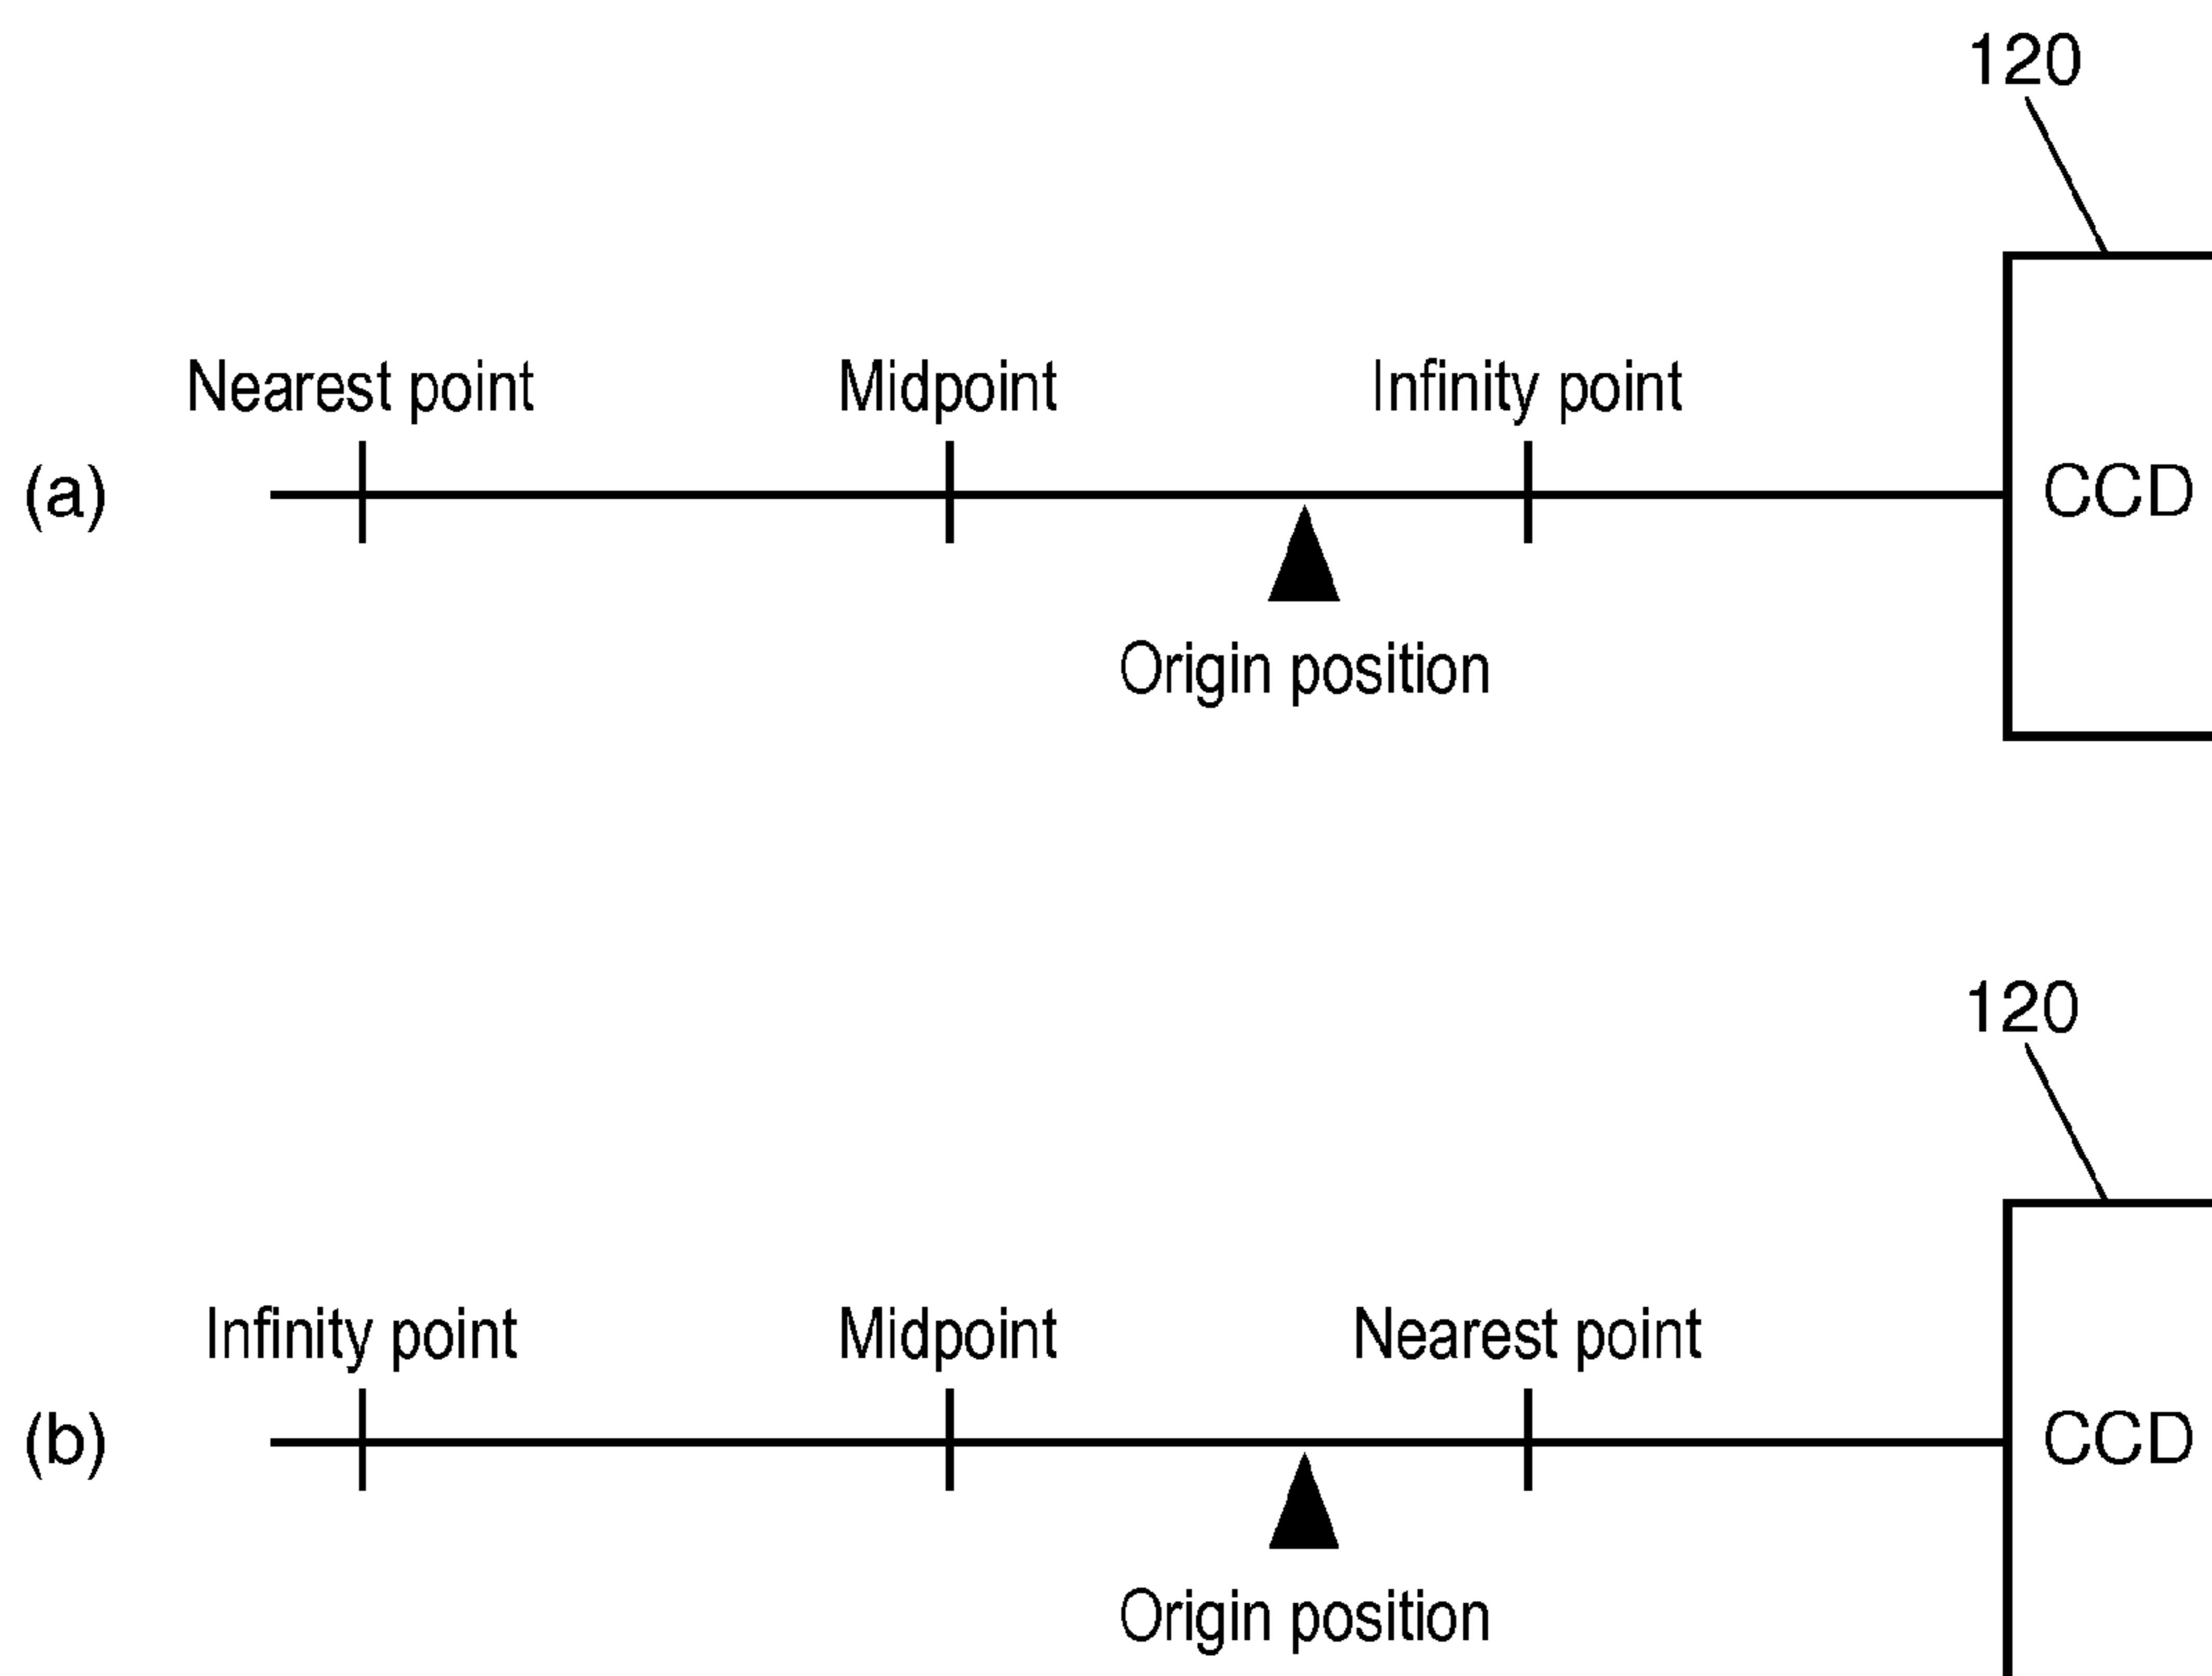 120
Nearest point Midpoint Infinity point
(a) CCD
Origin position
120
Infinity point Midpoint Nearest point
(b) CCD
Origin position